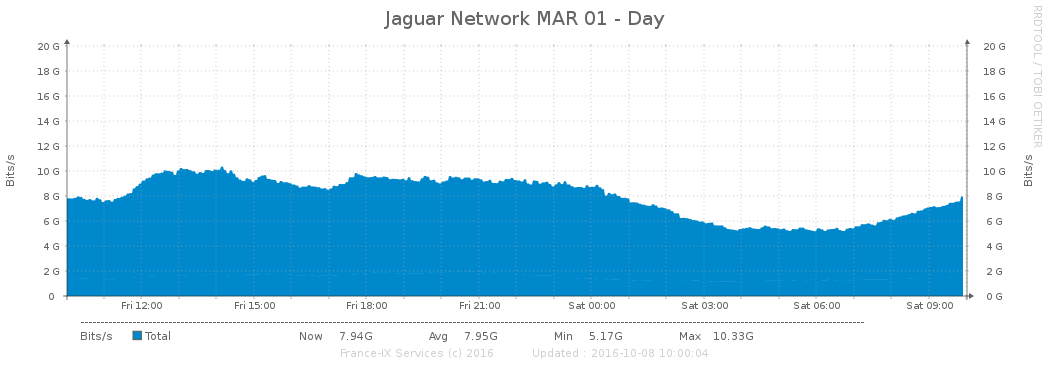 Jaguar Network MAR 01 - Day
RRDTOOL / TOBI OETIKER
Bits/s
20 G 20 G
18 G 18 G
16 G 16 G
14 G 14 G
12 G 12 G
10 G 10 G
8 G 8 G
6 G 6 G
4 G 4 G
2 G 2 G
0 0 G
Bits/s
Fri 12:00 Fri 15:00 Fri 18:00 Fri 21:00 Sat 00:00 Sat 03:00 Sat 06:00 Sat 09:00
Bits/s Total Now 7.94G Avg 7.95G Min 5.17G Max 10.33G
France-IX Services (c) 2016 Updated : 2016-10-08 10:00:04